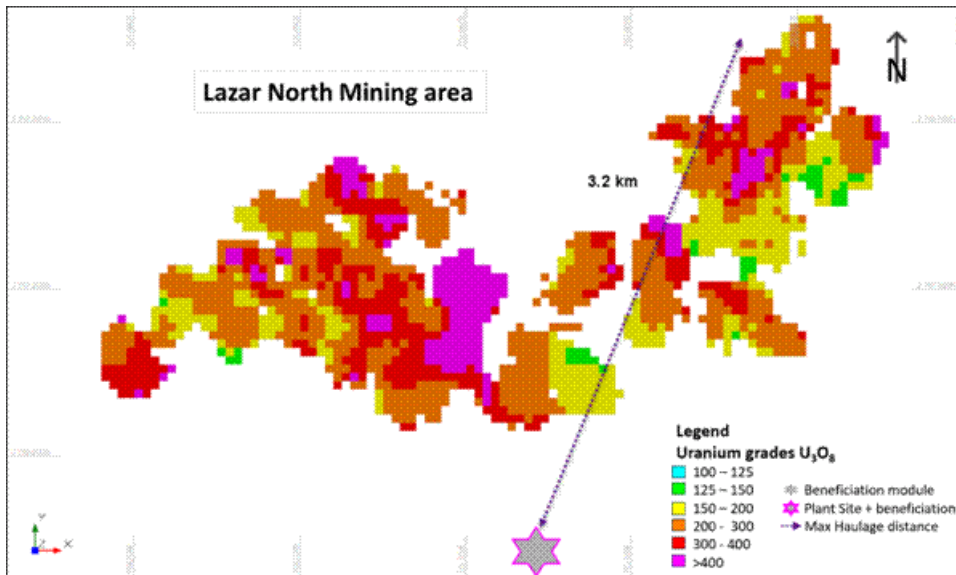 Lazar North Mining area
N
3.2 km
Legend
Uranium grades U₃O₈
100 – 125
125 – 150
150 – 200
200 - 300
300 - 400
>400
Beneficiation module
Plant Site + beneficiation
Max Haulage distance
Y
Z
X